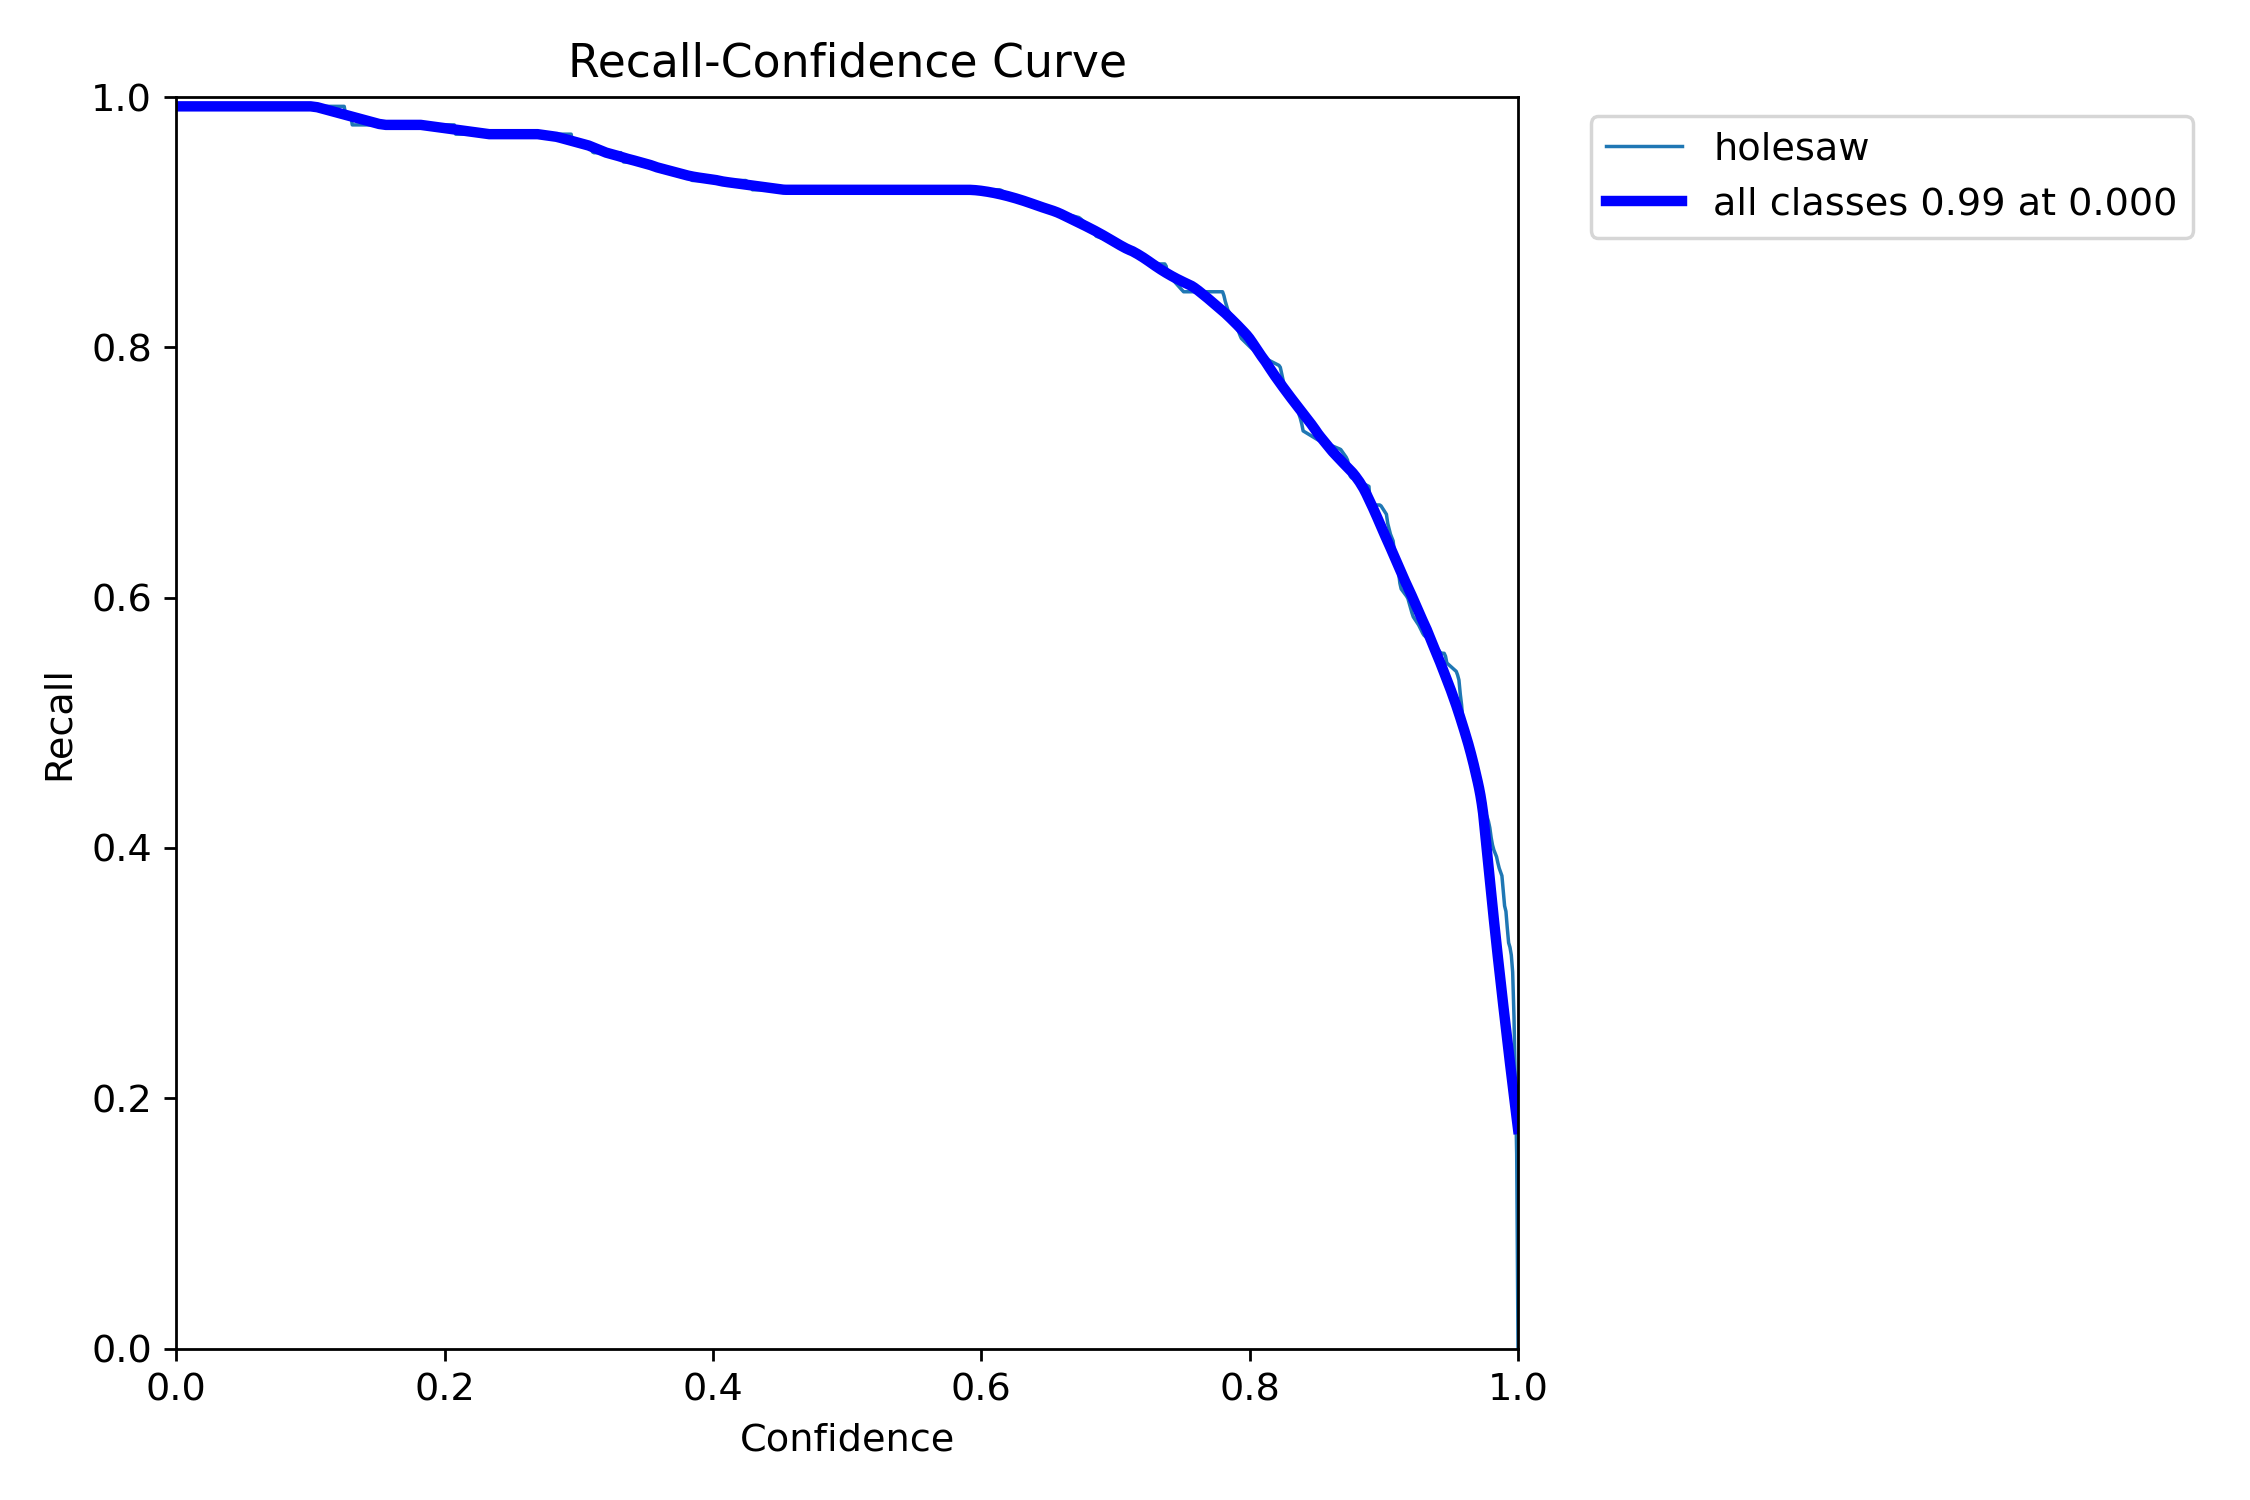 Recall-Confidence Curve
1.0
0.8
0.6
0.4
0.2
0.0
Recall
0.0 0.2 0.4 0.6 0.8 1.0
Confidence
holesaw
all classes 0.99 at 0.000